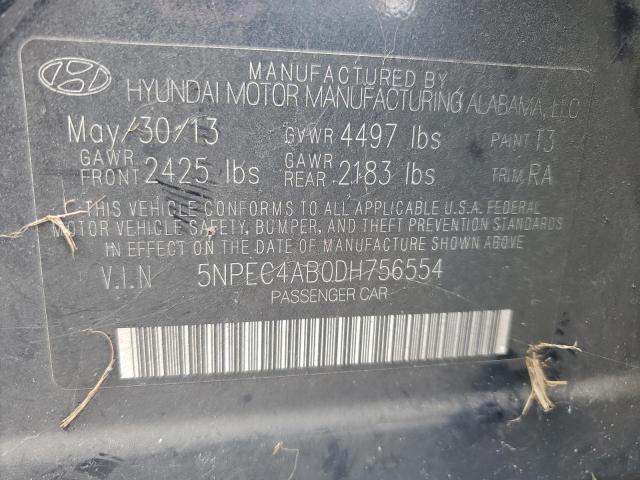 MANUFACTURED BY
HYUNDAI MOTOR MANUFACTURING ALABAMA, LLC
May/30/13 GVWR 4497 lbs PAINT T3
GAWR FRONT 2425 lbs GAWR REAR 2183 lbs TRIM RA
THIS VEHICLE CONFORMS TO ALL APPLICABLE U.S.A. FEDERAL
MOTOR VEHICLE SAFETY, BUMPER, AND THEFT PREVENTION STANDARDS
IN EFFECT ON THE DATE OF MANUFACTURE SHOWN ABOVE
V.I.N 5NPEC4AB0DH756554
PASSENGER CAR